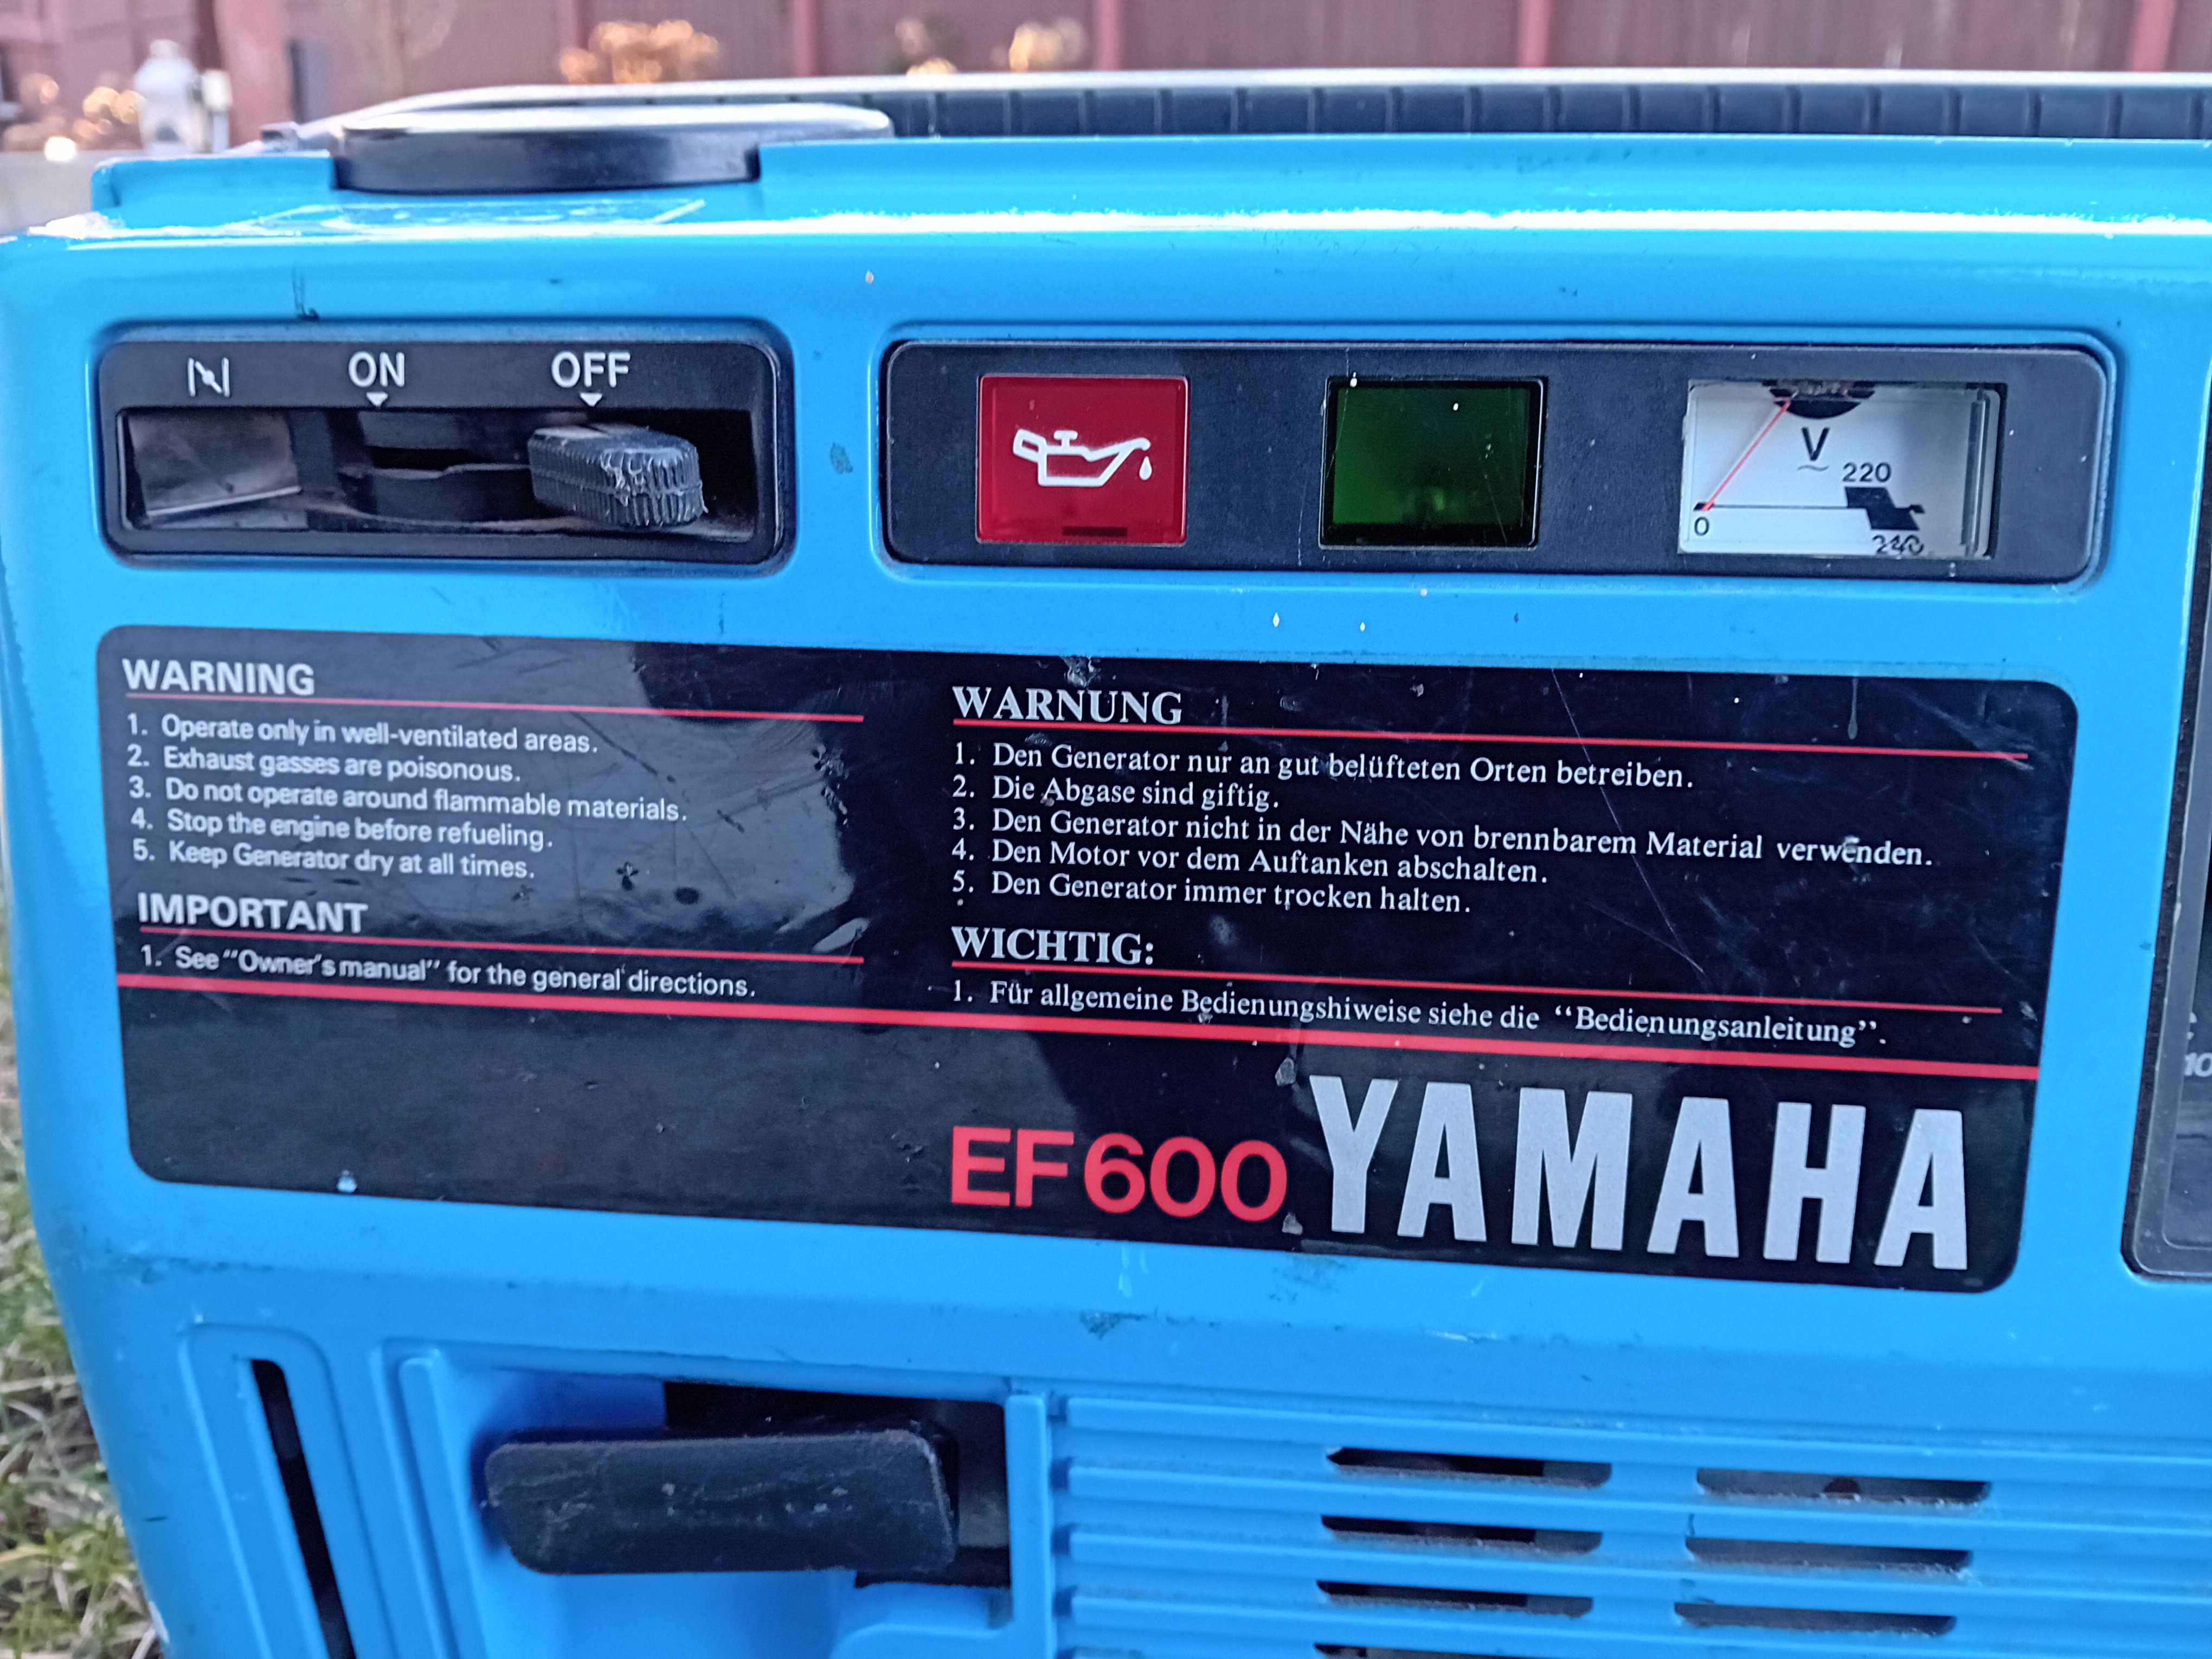 ON OFF
V
~
220
0
240
WARNING
1. Operate only in well-ventilated areas.
2. Exhaust gasses are poisonous.
3. Do not operate around flammable materials.
4. Stop the engine before refueling.
5. Keep Generator dry at all times.
IMPORTANT
1. See "Owner's manual" for the general directions.
WARNUNG
1. Den Generator nur an gut belüfteten Orten betreiben.
2. Die Abgase sind giftig.
3. Den Generator nicht in der Nähe von brennbarem Material verwenden.
4. Den Motor vor dem Auftanken abschalten.
5. Den Generator immer trocken halten.
WICHTIG:
1. Für allgemeine Bedienungshiweise siehe die “Bedienungsanleitung”.
EF600 YAMAHA